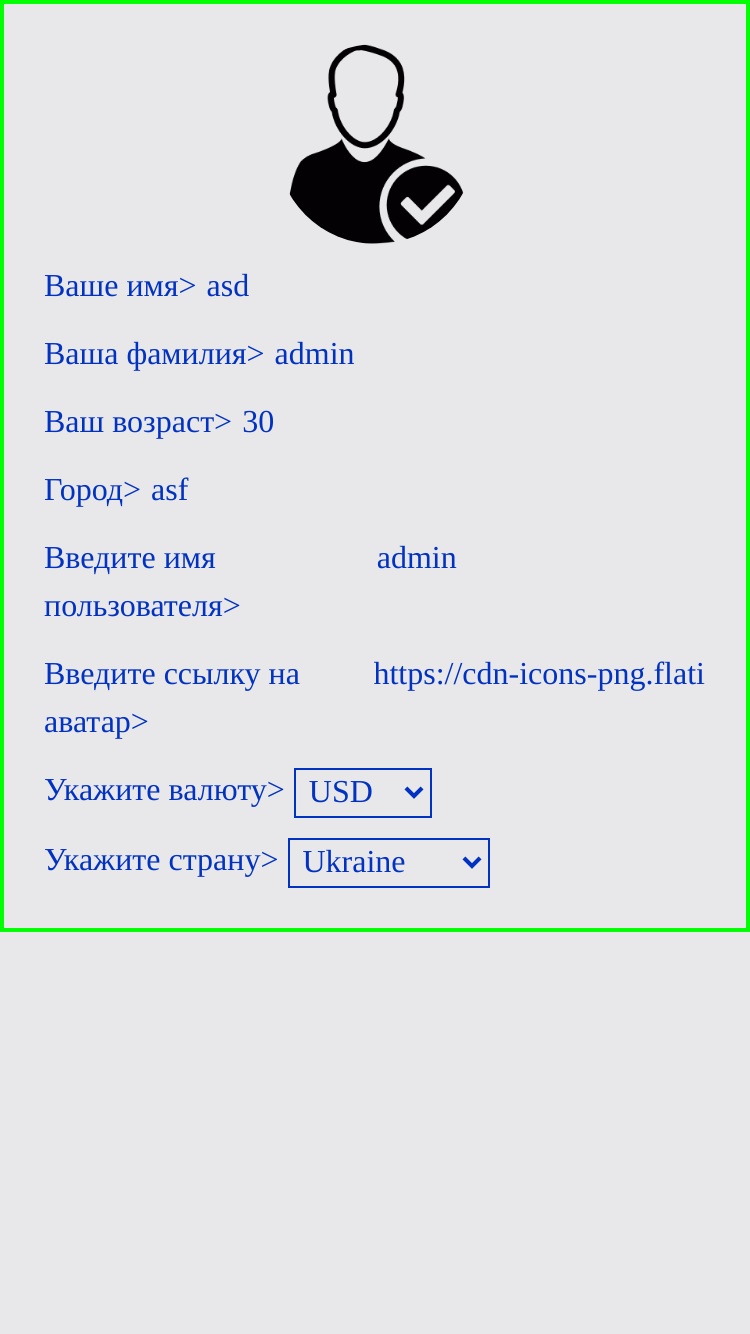 Ваше имя> asd
Ваша фамилия> admin
Ваш возраст> 30
Город> asf
Введите имя admin
пользователя>
Введите ссылку на https://cdn-icons-png.flati
аватар>
Укажите валюту> USD
Укажите страну> Ukraine